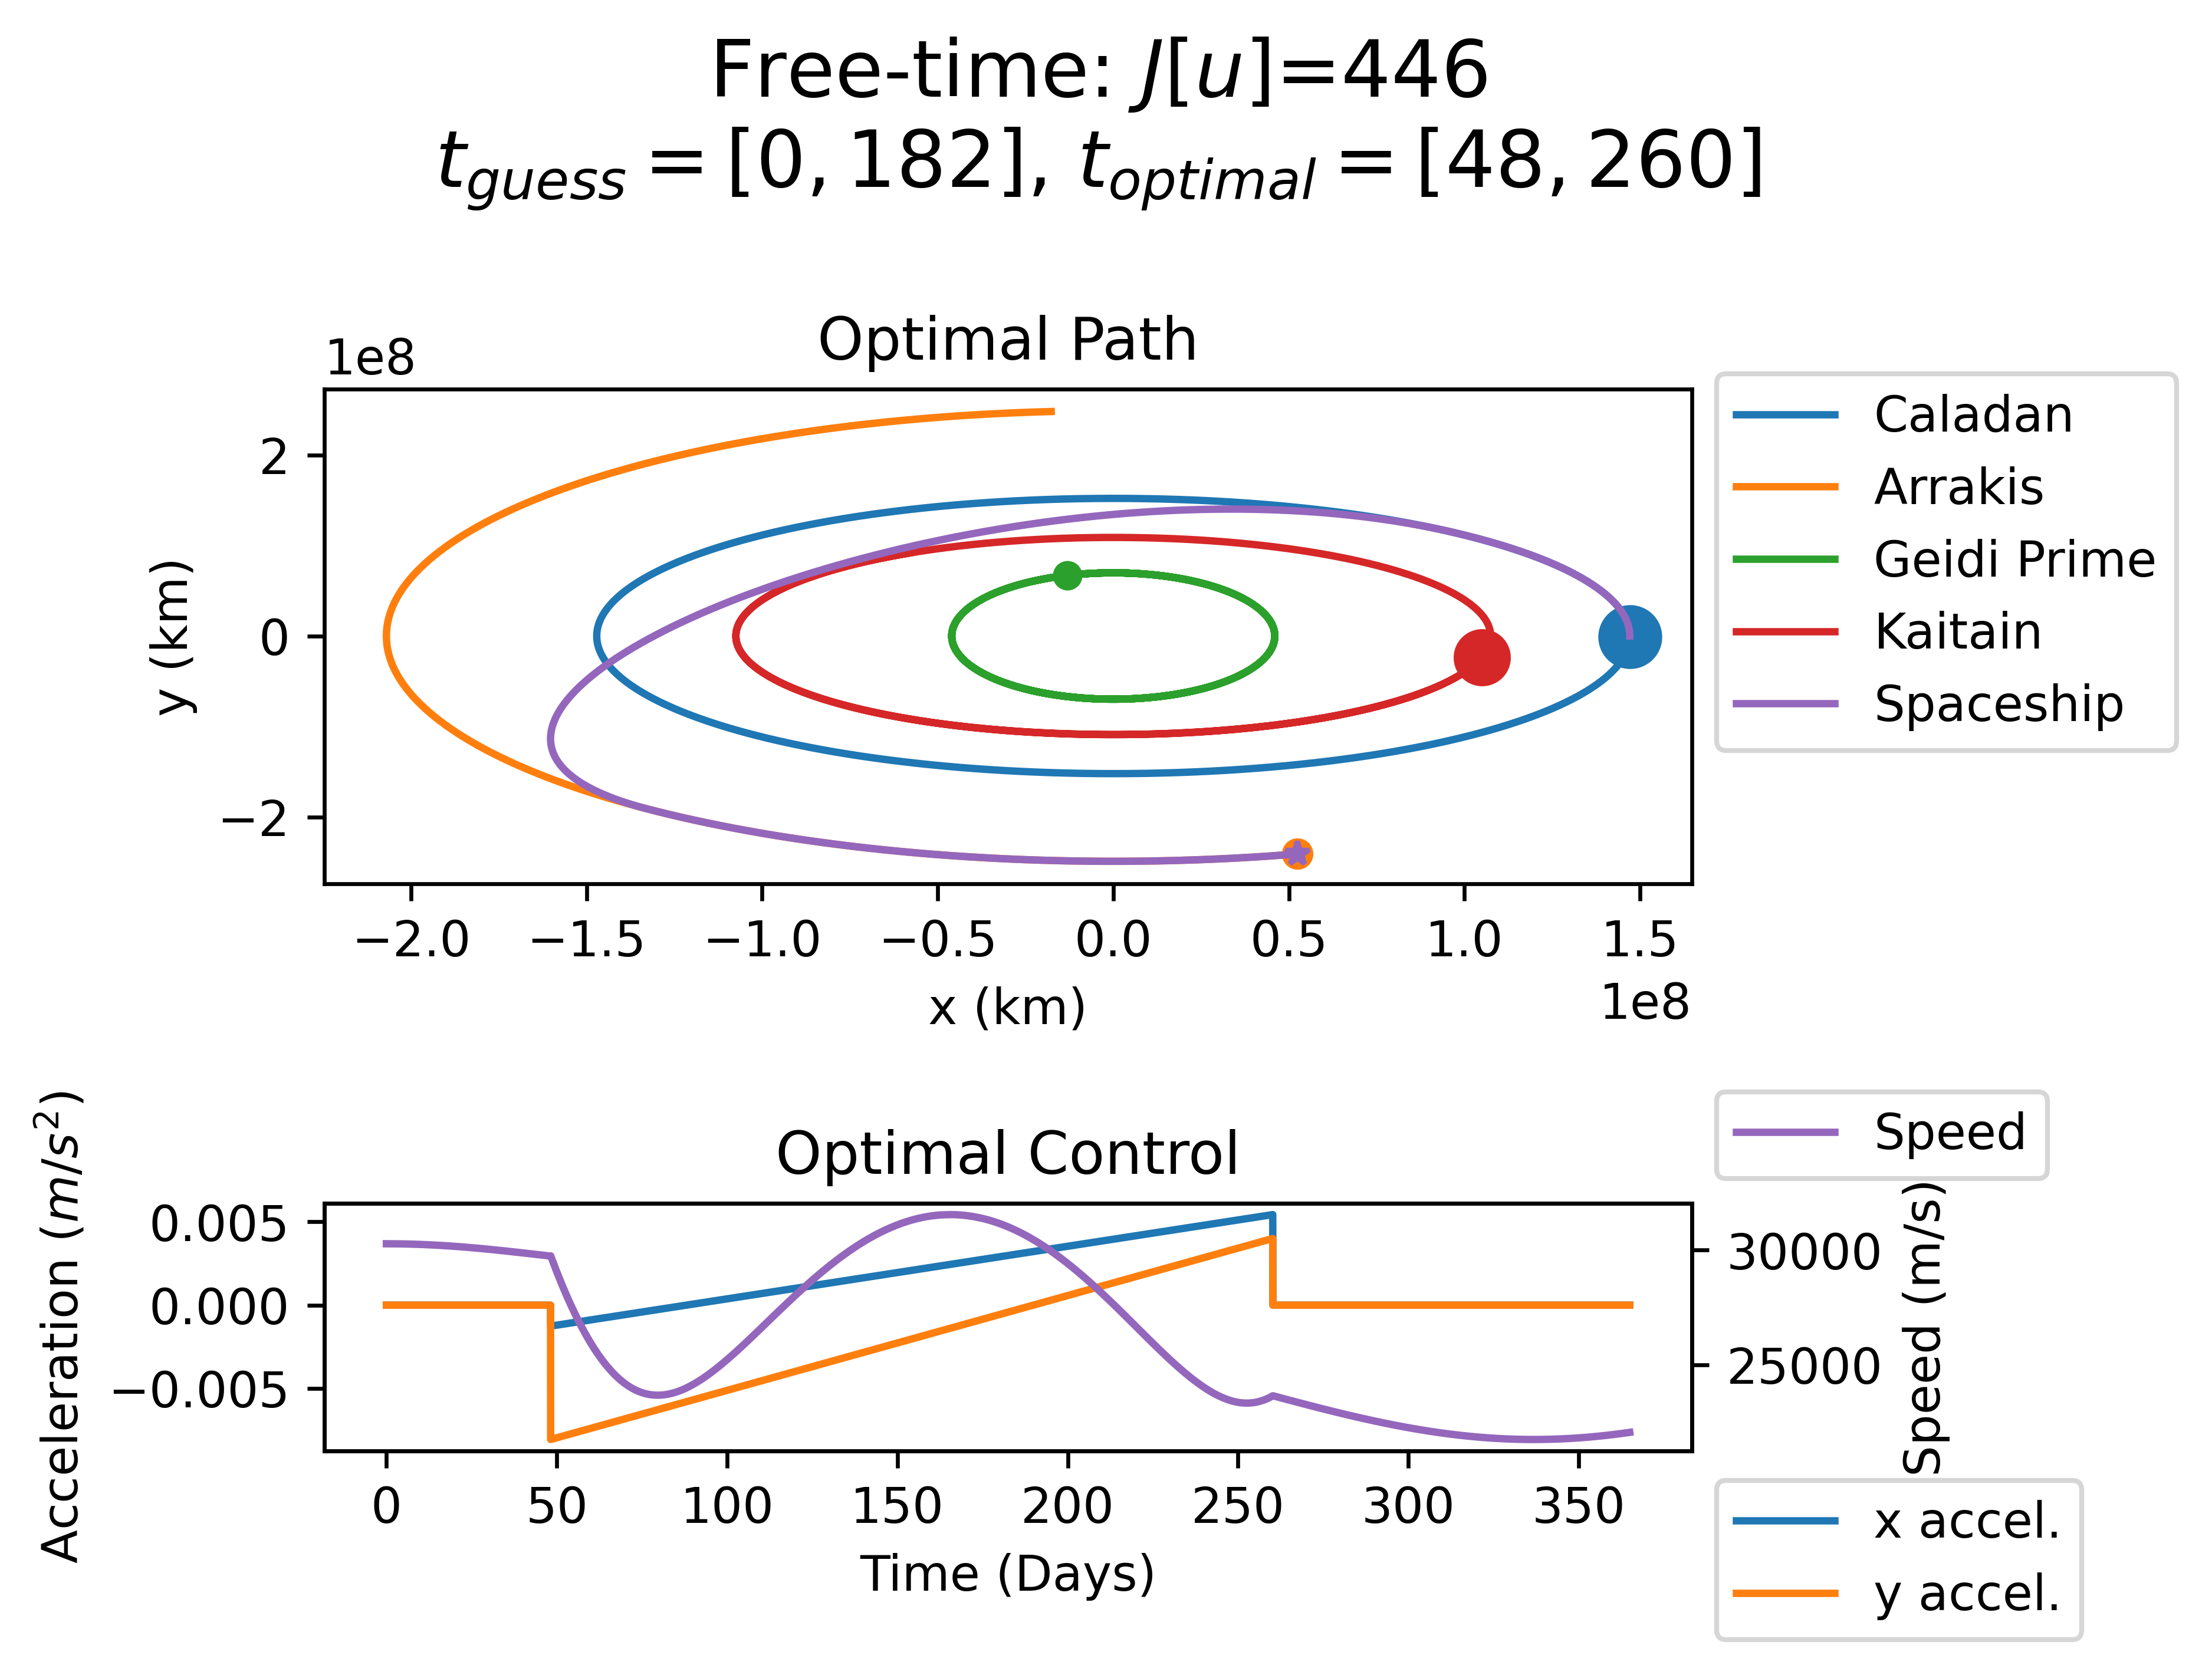 Free-time: J[u]=446
t_guess = [0, 182], t_optimal = [48, 260]
Optimal Path
1e8
2
0
−2
y (km)
−2.0 −1.5 −1.0 −0.5 0.0 0.5 1.0 1.5
x (km)
1e8
Caladan
Arrakis
Geidi Prime
Kaitain
Spaceship
Optimal Control
Acceleration (m/s²)
0.005
0.000
−0.005
0 50 100 150 200 250 300 350
Time (Days)
30000
25000
Speed (m/s)
Speed
x accel.
y accel.